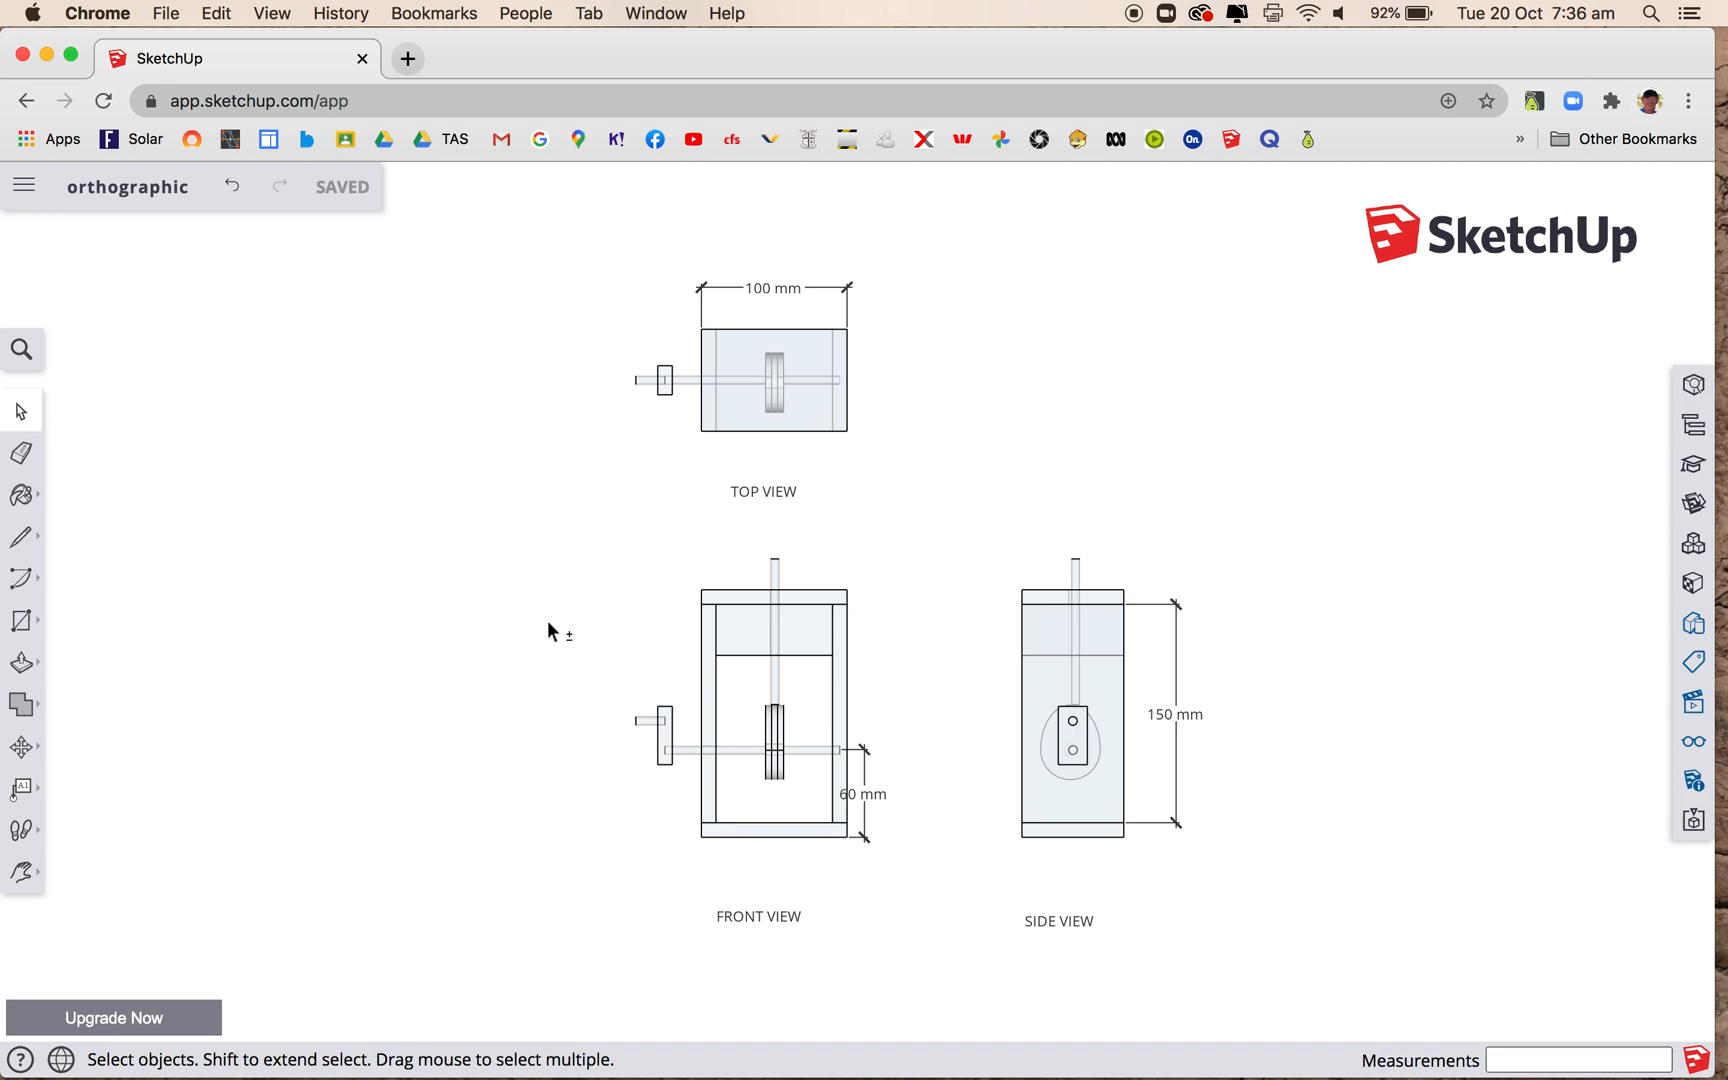 Chrome File Edit View History Bookmarks People Tab Window Help 92% Tue 20 Oct 7:36 am
SketchUp
app.sketchup.com/app
Apps Solar TAS K! cfs On » Other Bookmarks
orthographic SAVED
SketchUp
100 mm
TOP VIEW
150 mm
60 mm
FRONT VIEW
SIDE VIEW
Upgrade Now
Select objects. Shift to extend select. Drag mouse to select multiple. Measurements